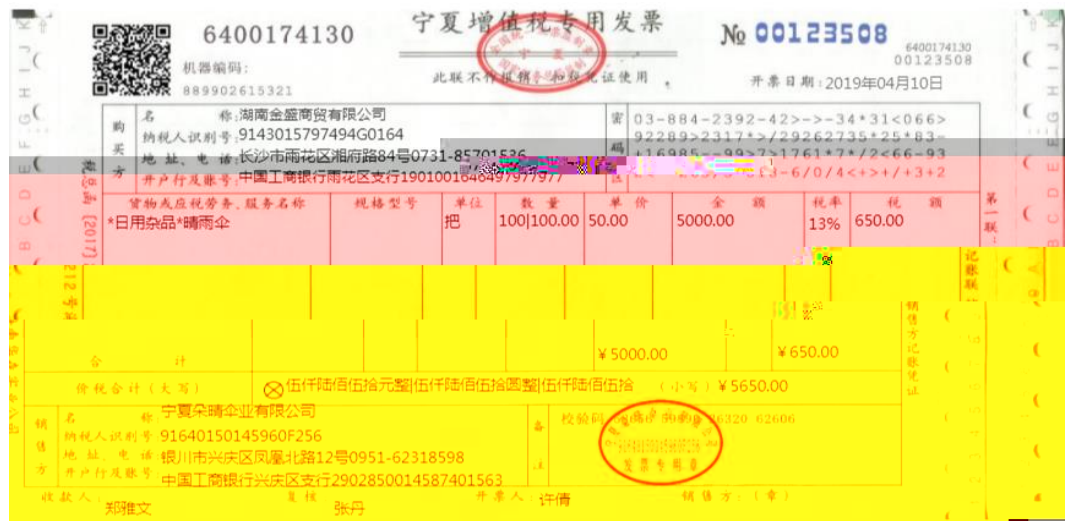 宁夏增值税专用发票
6400174130
№ 00123508
6400174130
00123508
机器编码:
889902615321
此联不作报销、扣税凭证使用
开票日期:2019年04月10日
购买方
名 称:湖南金盛商贸有限公司
纳税人识别号:9143015797494G0164
地 址、电 话:长沙市雨花区湘府路84号0731-85701536
开户行及账号:中国工商银行雨花区支行1901001646497977977
密码
03-884-2392-42>->-34*31<066>
92289>2317*>/29262735*25*83-
+16985--99>7>1761*7*/2<66-93
-6/0/4<+>+/+3+2
货物或应税劳务、服务名称 规格型号 单位 数 量 单 价 金 额 税率 税 额
*日用杂品*晴雨伞 把 100|100.00 50.00 5000.00 13% 650.00
第一联:
记账联
销售方记账凭证
合 计 ¥5000.00 ¥650.00
价税合计(大写) ⊗伍仟陆佰伍拾元整|伍仟陆佰伍拾圆整|伍仟陆佰伍拾 (小写)¥5650.00
销售方
名 称:宁夏朵晴伞业有限公司
纳税人识别号:91640150145960F256
地 址、电 话:银川市兴庆区凤凰北路12号0951-62318598
开户行及账号:中国工商银行兴庆区支行2902850014587401563
备注
校验码 26320 62606
发票专用章
收款人:郑雅文 复核 张丹 开票人:许倩 销售方:(章)